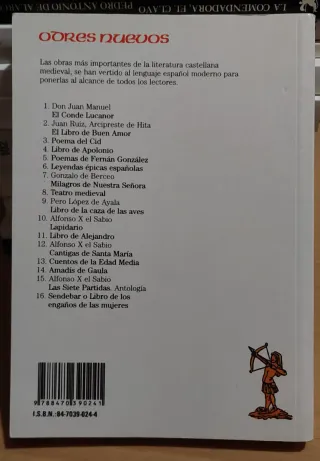 LA COMENDADORA, EL CLAVO
PEDRO ANTONIO DE ALARC
ODRES NUEVOS
Las obras más importantes de la literatura castellana
medieval, se han vertido al lenguaje español moderno para
ponerlas al alcance de todos los lectores.
1. Don Juan Manuel
El Conde Lucanor
2. Juan Ruiz, Arcipreste de Hita
El Libro de Buen Amor
3. Poema del Cid
4. Libro de Apolonio
5. Poemas de Fernán González
6. Leyendas épicas españolas
7. Gonzalo de Berceo
Milagros de Nuestra Señora
8. Teatro medieval
9. Pero López de Ayala
Libro de la caza de las aves
10. Alfonso X el Sabio
Lapidario
11. Libro de Alejandro
12. Alfonso X el Sabio
Cantigas de Santa María
13. Cuentos de la Edad Media
14. Amadís de Gaula
15. Alfonso X el Sabio
Las Siete Partidas. Antología
16. Sendebar o Libro de los
engaños de las mujeres
9 788470 390241
I.S.B.N.:84-7039-024-4